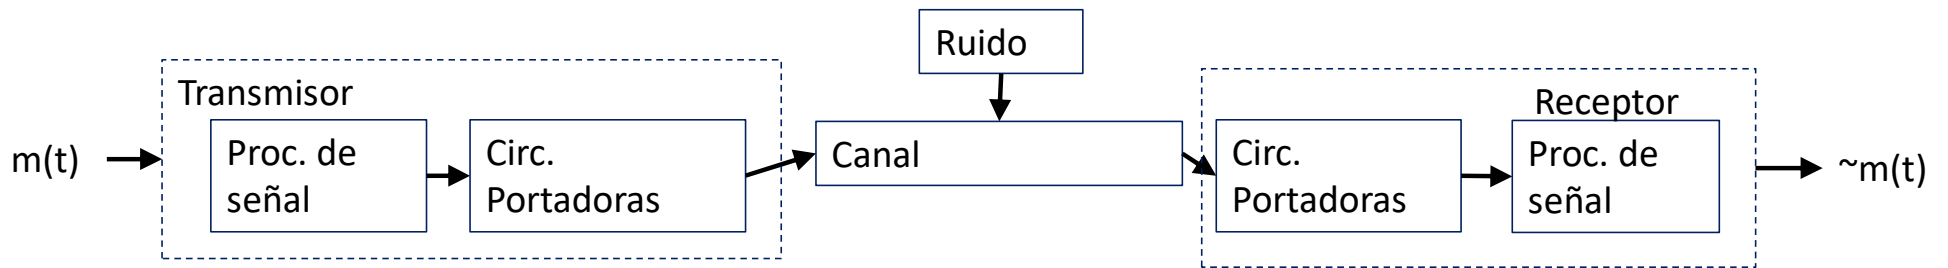 Ruido
Transmisor
Receptor
m(t)
Proc. de
señal
Circ.
Portadoras
Canal
Circ.
Portadoras
Proc. de
señal
~m(t)